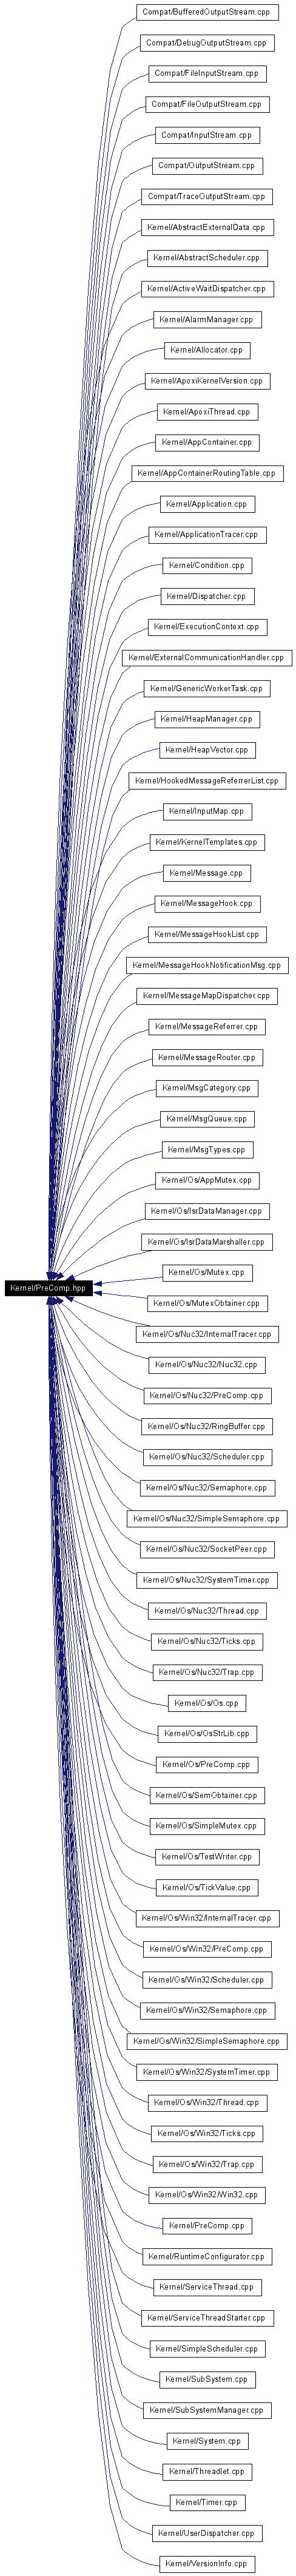 Compat/BufferedOutputStream.cpp
Compat/DebugOutputStream.cpp
Compat/FileInputStream.cpp
Compat/FileOutputStream.cpp
Compat/InputStream.cpp
Compat/OutputStream.cpp
Compat/TraceOutputStream.cpp
Kernel/AbstractExternalData.cpp
Kernel/AbstractScheduler.cpp
Kernel/ActiveWaitDispatcher.cpp
Kernel/AlarmManager.cpp
Kernel/Allocator.cpp
Kernel/ApoxiKernelVersion.cpp
Kernel/ApoxiThread.cpp
Kernel/AppContainer.cpp
Kernel/AppContainerRoutingTable.cpp
Kernel/Application.cpp
Kernel/ApplicationTracer.cpp
Kernel/Condition.cpp
Kernel/Dispatcher.cpp
Kernel/ExecutionContext.cpp
Kernel/ExternalCommunicationHandler.cpp
Kernel/GenericWorkerTask.cpp
Kernel/HeapManager.cpp
Kernel/HeapVector.cpp
Kernel/HookedMessageReferrerList.cpp
Kernel/InputMap.cpp
Kernel/KernelTemplates.cpp
Kernel/Message.cpp
Kernel/MessageHook.cpp
Kernel/MessageHookList.cpp
Kernel/MessageHookNotificationMsg.cpp
Kernel/MessageMapDispatcher.cpp
Kernel/MessageReferrer.cpp
Kernel/MessageRouter.cpp
Kernel/MsgCategory.cpp
Kernel/MsgQueue.cpp
Kernel/MsgTypes.cpp
Kernel/Os/AppMutex.cpp
Kernel/Os/IsrDataManager.cpp
Kernel/Os/IsrDataMarshaller.cpp
Kernel/Os/Mutex.cpp
Kernel/PreComp.hpp
Kernel/Os/MutexObtainer.cpp
Kernel/Os/Nuc32/InternalTracer.cpp
Kernel/Os/Nuc32/Nuc32.cpp
Kernel/Os/Nuc32/PreComp.cpp
Kernel/Os/Nuc32/RingBuffer.cpp
Kernel/Os/Nuc32/Scheduler.cpp
Kernel/Os/Nuc32/Semaphore.cpp
Kernel/Os/Nuc32/SimpleSemaphore.cpp
Kernel/Os/Nuc32/SocketPeer.cpp
Kernel/Os/Nuc32/SystemTimer.cpp
Kernel/Os/Nuc32/Thread.cpp
Kernel/Os/Nuc32/Ticks.cpp
Kernel/Os/Nuc32/Trap.cpp
Kernel/Os/Os.cpp
Kernel/Os/OsStrLib.cpp
Kernel/Os/PreComp.cpp
Kernel/Os/SemObtainer.cpp
Kernel/Os/SimpleMutex.cpp
Kernel/Os/TestWriter.cpp
Kernel/Os/TickValue.cpp
Kernel/Os/Win32/InternalTracer.cpp
Kernel/Os/Win32/PreComp.cpp
Kernel/Os/Win32/Scheduler.cpp
Kernel/Os/Win32/Semaphore.cpp
Kernel/Os/Win32/SimpleSemaphore.cpp
Kernel/Os/Win32/SystemTimer.cpp
Kernel/Os/Win32/Thread.cpp
Kernel/Os/Win32/Ticks.cpp
Kernel/Os/Win32/Trap.cpp
Kernel/Os/Win32/Win32.cpp
Kernel/PreComp.cpp
Kernel/RuntimeConfigurator.cpp
Kernel/ServiceThread.cpp
Kernel/ServiceThreadStarter.cpp
Kernel/SimpleScheduler.cpp
Kernel/SubSystem.cpp
Kernel/SubSystemManager.cpp
Kernel/System.cpp
Kernel/Threadlet.cpp
Kernel/Timer.cpp
Kernel/UserDispatcher.cpp
Kernel/VersionInfo.cpp